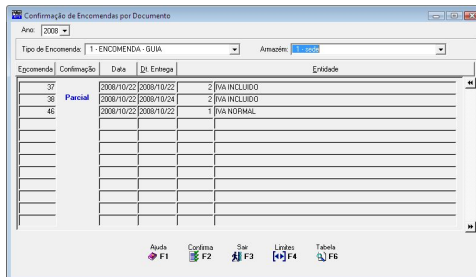 Confirmação de Encomendas por Documento
Ano: 2008
Tipo de Encomenda: 1 - ENCOMENDA - GUIA Armazém: 1 - sede
Encomenda Confirmação Data Dt. Entrega Entidade
37 2008/10/22 2008/10/22 2 IVA INCLUIDO
38 Parcial 2008/10/22 2008/10/24 2 IVA INCLUIDO
46 2008/10/22 2008/10/22 1 IVA NORMAL
Ajuda Confirma Sair Limites Tabela
F1 F2 F3 F4 F6